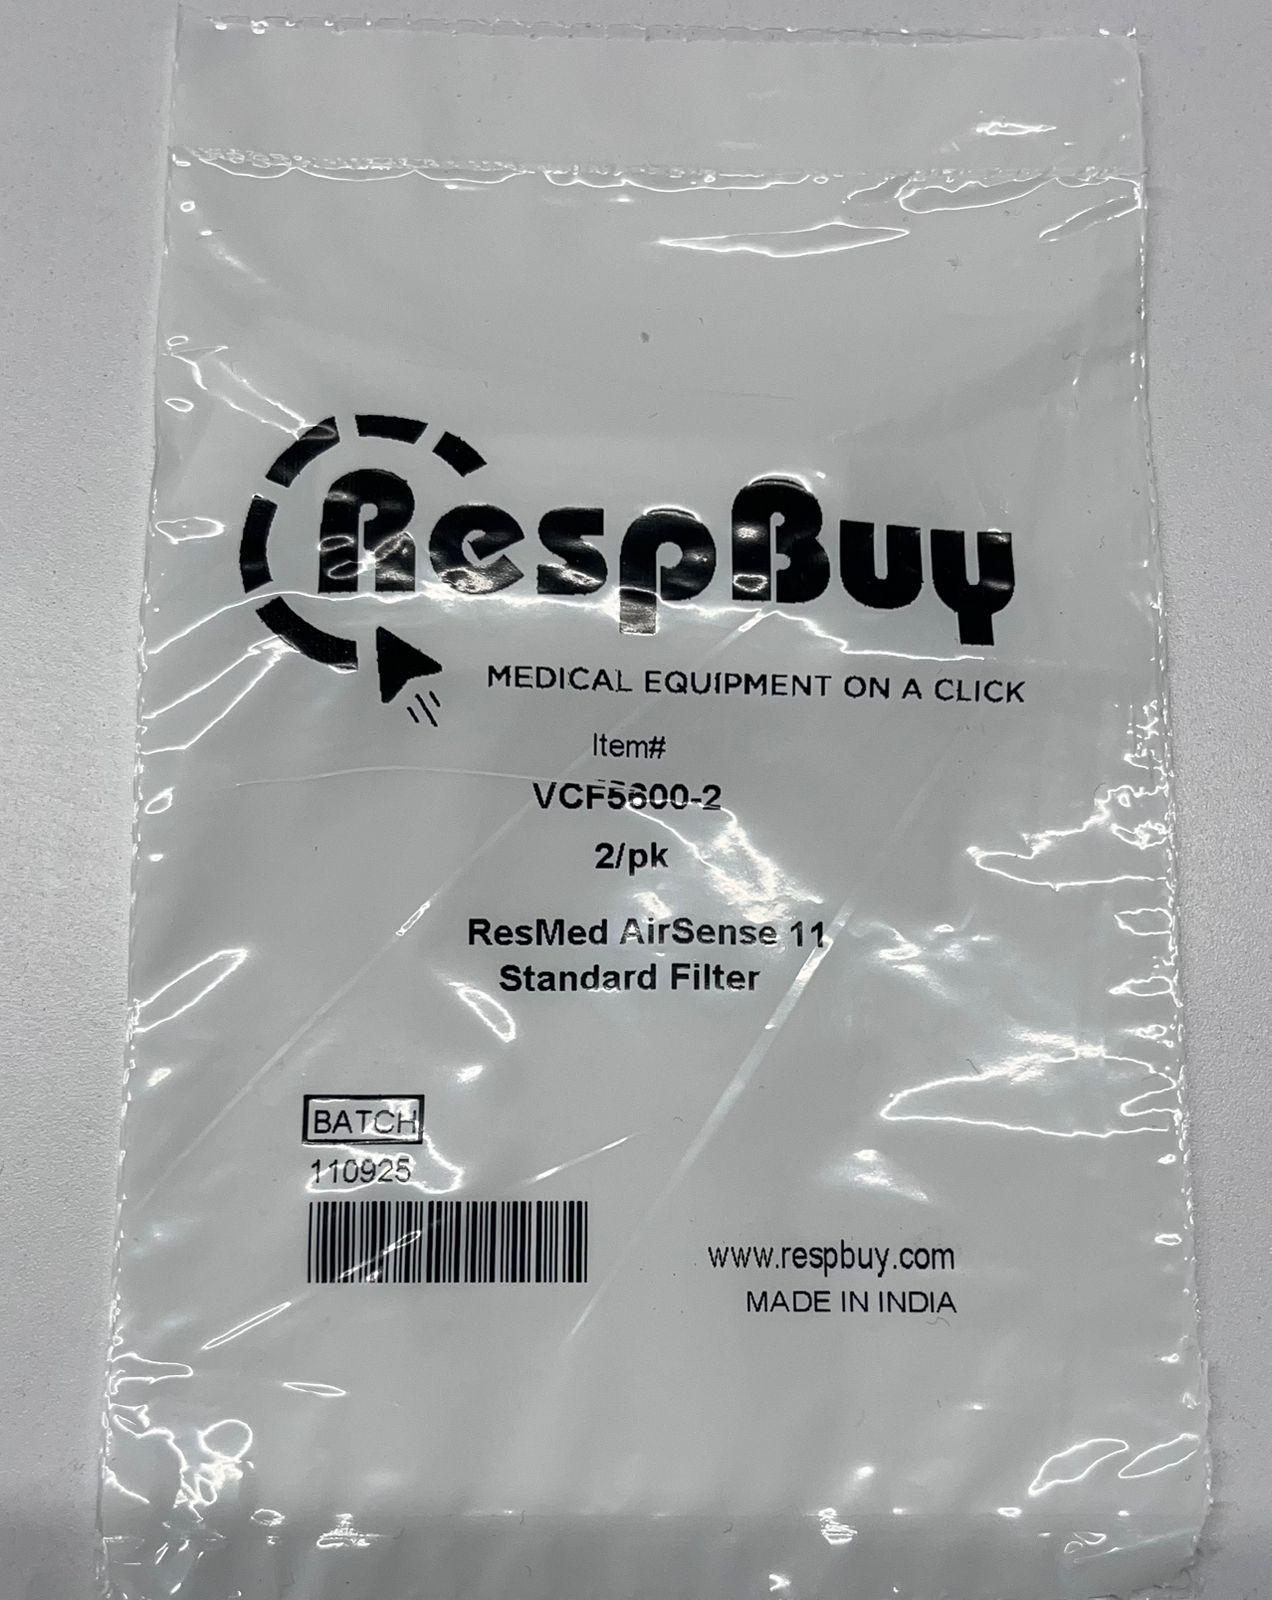 RespBuy
MEDICAL EQUIPMENT ON A CLICK
Item#
VCF5600-2
2/pk
ResMed AirSense 11
Standard Filter
BATCH
110925
www.respbuy.com
MADE IN INDIA